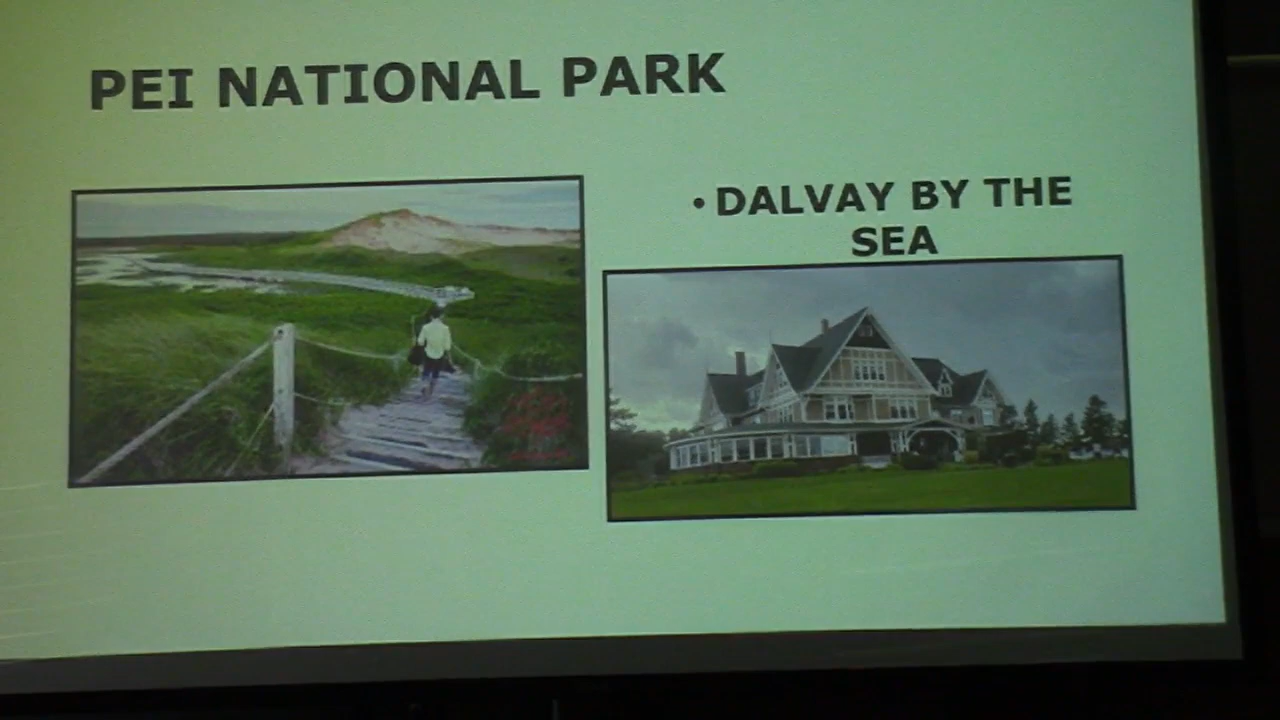 PEI NATIONAL PARK
• DALVAY BY THE
SEA